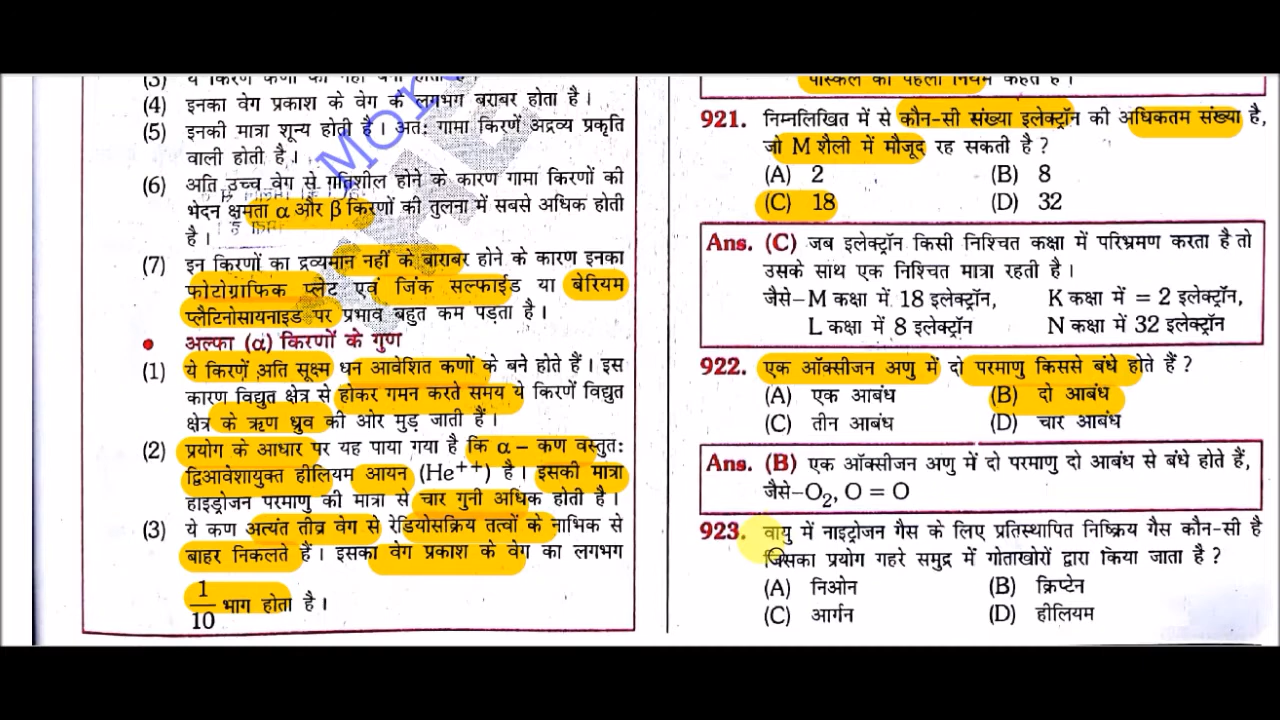 (4) इनका वेग प्रकाश के वेग के लगभग बराबर होता है।
(5) इनकी मात्रा शून्य होती है। अत: गामा किरणें अद्रव्य प्रकृति
वाली होती है।
(6) अति उच्च वेग से गतिशील होने के कारण गामा किरणों की
भेदन क्षमता α और β किरणों की तुलना में सबसे अधिक होती
है।
(7) इन किरणों का द्रव्यमान नहीं के बाराबर होने के कारण इनका
फोटोग्राफिक प्लेट एवं जिंक सल्फाईड या बेरियम
प्लैटिनोसायनाइड पर प्रभाव बहुत कम पड़ता है।
● अल्फा (α) किरणों के गुण
(1) ये किरणें अति सूक्ष्म धन आवेशित कणों के बने होते हैं। इस
कारण विद्युत क्षेत्र से होकर गमन करते समय ये किरणें विद्युत
क्षेत्र के ऋण ध्रुव की ओर मुड़ जाती हैं।
(2) प्रयोग के आधार पर यह पाया गया है कि α – कण वस्तुत:
द्विआवेशायुक्त हीलियम आयन (He⁺⁺) है। इसकी मात्रा
हाइड्रोजन परमाणु की मात्रा से चार गुनी अधिक होती है।
(3) ये कण अत्यंत तीव्र वेग से रेडियोसक्रिय तत्वों के नाभिक से
बाहर निकलते हैं। इसका वेग प्रकाश के वेग का लगभग
1/10 भाग होता है।
पास्कल का पहला नियम कहते हैं।
921. निम्नलिखित में से कौन-सी संख्या इलेक्ट्रॉन की अधिकतम संख्या है,
जो M शैली में मौजूद रह सकती है ?
(A) 2 (B) 8
(C) 18 (D) 32
Ans. (C) जब इलेक्ट्रॉन किसी निश्चित कक्षा में परिभ्रमण करता है तो
उसके साथ एक निश्चित मात्रा रहती है।
जैसे–M कक्षा में 18 इलेक्ट्रॉन, K कक्षा में = 2 इलेक्ट्रॉन,
L कक्षा में 8 इलेक्ट्रॉन N कक्षा में 32 इलेक्ट्रॉन
922. एक ऑक्सीजन अणु में दो परमाणु किससे बंधे होते हैं ?
(A) एक आबंध (B) दो आबंध
(C) तीन आबंध (D) चार आबंध
Ans. (B) एक ऑक्सीजन अणु में दो परमाणु दो आबंध से बंधे होते हैं,
जैसे–O₂, O = O
923. वायु में नाइट्रोजन गैस के लिए प्रतिस्थापित निष्क्रिय गैस कौन-सी है
जिसका प्रयोग गहरे समुद्र में गोताखोरों द्वारा किया जाता है ?
(A) निओन (B) क्रिप्टेन
(C) आर्गन (D) हीलियम